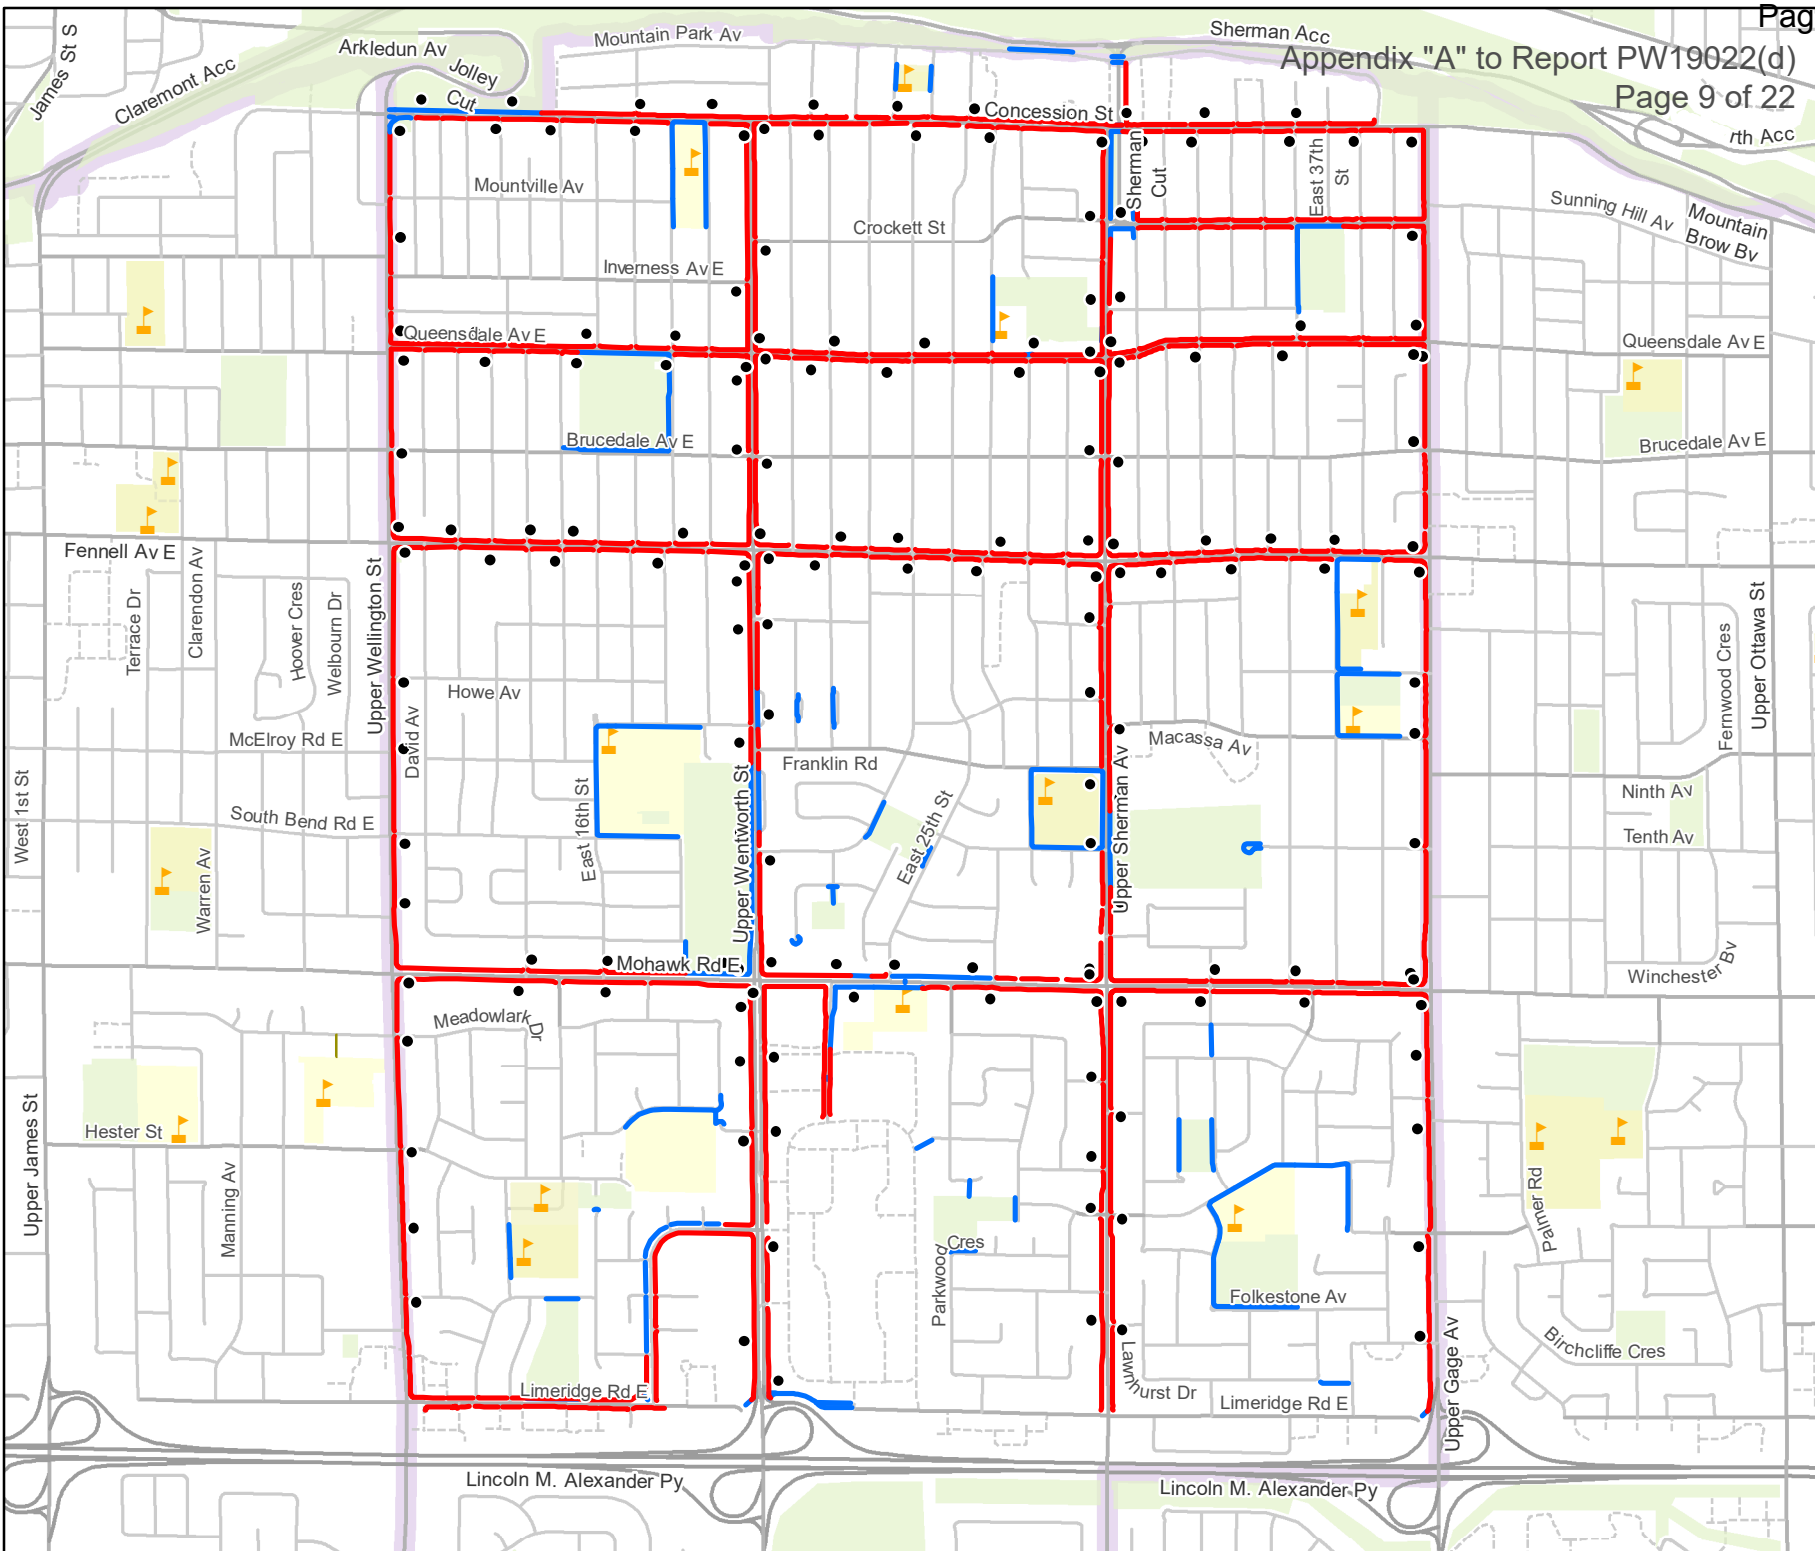 Pag
Appendix "A" to Report PW19022(d)
Page 9 of 22
James St S
Claremont Acc
Arkledun Av
Jolley
Cut
Mountain Park Av
Sherman Acc
Concession St
rth Acc
Sherman
Cut
East 37th
St
Mountville Av
Crockett St
Inverness Av E
Sunning Hill Av
Mountain
Brow Bv
Queensdale Av E
Queensdale Av E
Brucedale Av E
Brucedale Av E
Fennell Av E
Terrace Dr
Clarendon Av
Hoover Cres
Welbourn Dr
Upper Wellington St
David Av
Howe Av
McElroy Rd E
South Bend Rd E
West 1st St
Warren Av
East 16th St
Upper Wentworth St
Franklin Rd
East 25th St
Upper Sherman Av
Macassa Av
Fernwood Cres
Upper Ottawa St
Ninth Av
Tenth Av
Mohawk Rd E
Winchester Bv
Meadowlark Dr
Upper James St
Hester St
Manning Av
Parkwood
Cres
Palmer Rd
Folkestone Av
Birchcliffe Cres
Lawnhurst Dr
Limeridge Rd E
Limeridge Rd E
Upper Gage Av
Lincoln M. Alexander Py
Lincoln M. Alexander Py